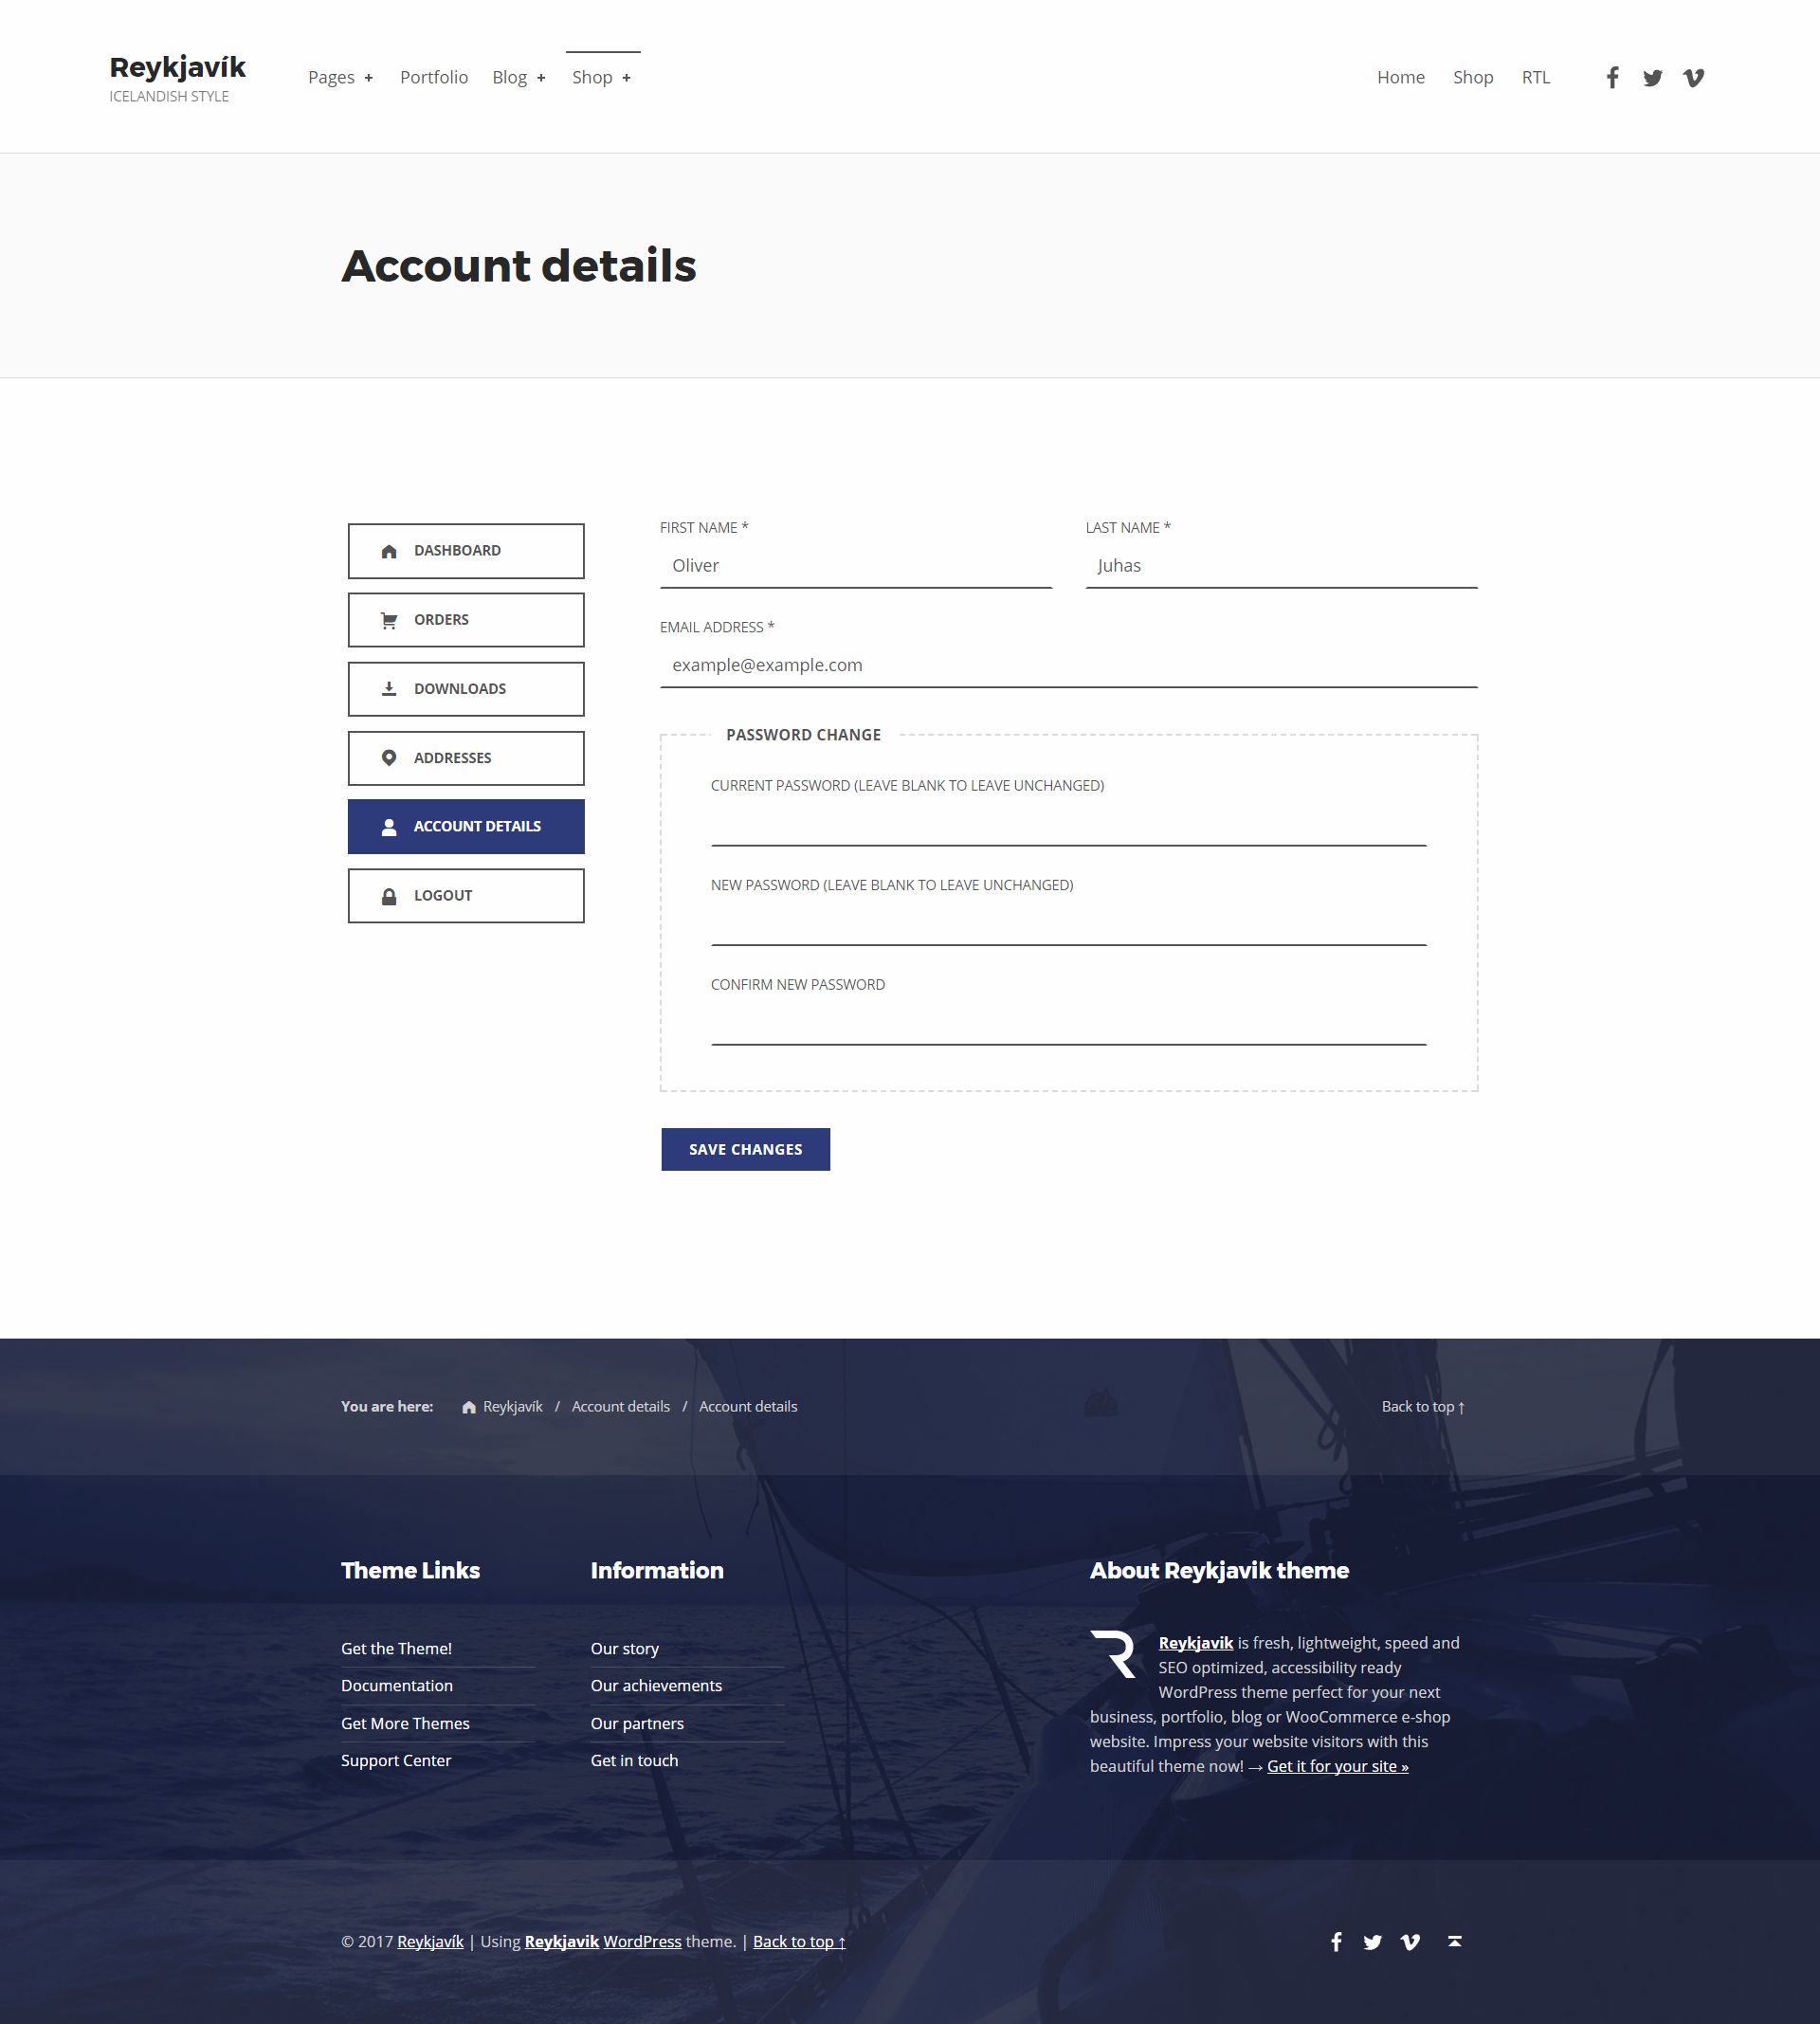 Reykjavík
ICELANDISH STYLE
Pages +
Portfolio
Blog +
Shop +
Home
Shop
RTL
Account details
DASHBOARD
ORDERS
DOWNLOADS
ADDRESSES
ACCOUNT DETAILS
LOGOUT
FIRST NAME *
Oliver
LAST NAME *
Juhas
EMAIL ADDRESS *
example@example.com
PASSWORD CHANGE
CURRENT PASSWORD (LEAVE BLANK TO LEAVE UNCHANGED)
NEW PASSWORD (LEAVE BLANK TO LEAVE UNCHANGED)
CONFIRM NEW PASSWORD
SAVE CHANGES
You are here: Reykjavík / Account details / Account details
Back to top ↑
Theme Links
Get the Theme!
Documentation
Get More Themes
Support Center
Information
Our story
Our achievements
Our partners
Get in touch
About Reykjavik theme
Reykjavik is fresh, lightweight, speed and
SEO optimized, accessibility ready
WordPress theme perfect for your next
business, portfolio, blog or WooCommerce e-shop
website. Impress your website visitors with this
beautiful theme now! → Get it for your site »
© 2017 Reykjavík | Using Reykjavik WordPress theme. | Back to top ↑